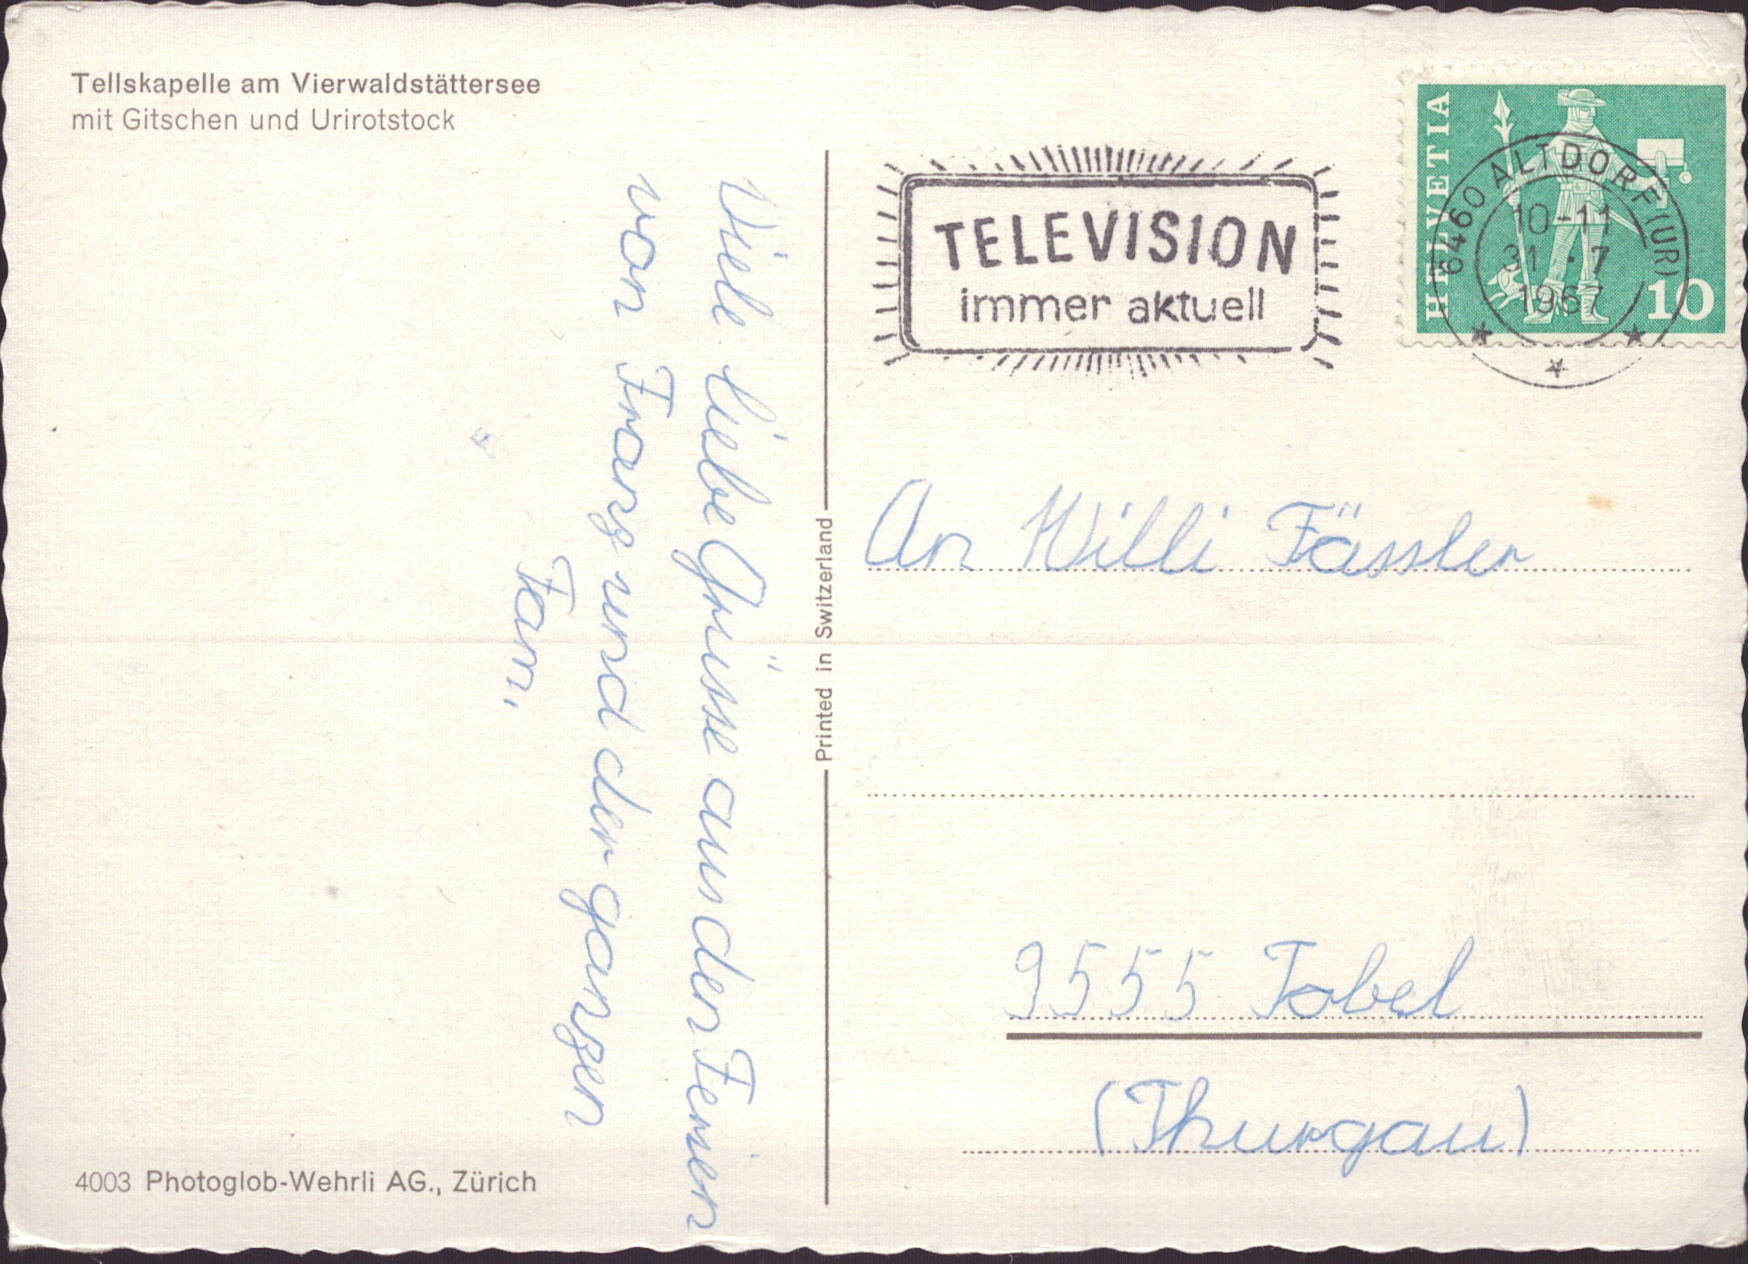 Tellskapelle am Vierwaldstättersee
mit Gitschen und Urirotstock
Viele liebe Grüsse aus den Ferien
von Franz und der ganzen
Fam.
4003 Photoglob-Wehrli AG., Zürich
Printed in Switzerland
TELEVISION
immer aktuell
HELVETIA
10
6460 ALTDORF (UR)
10-11
31.7
1967
An Willi Fässler
9555 Tobel
(Thurgau)